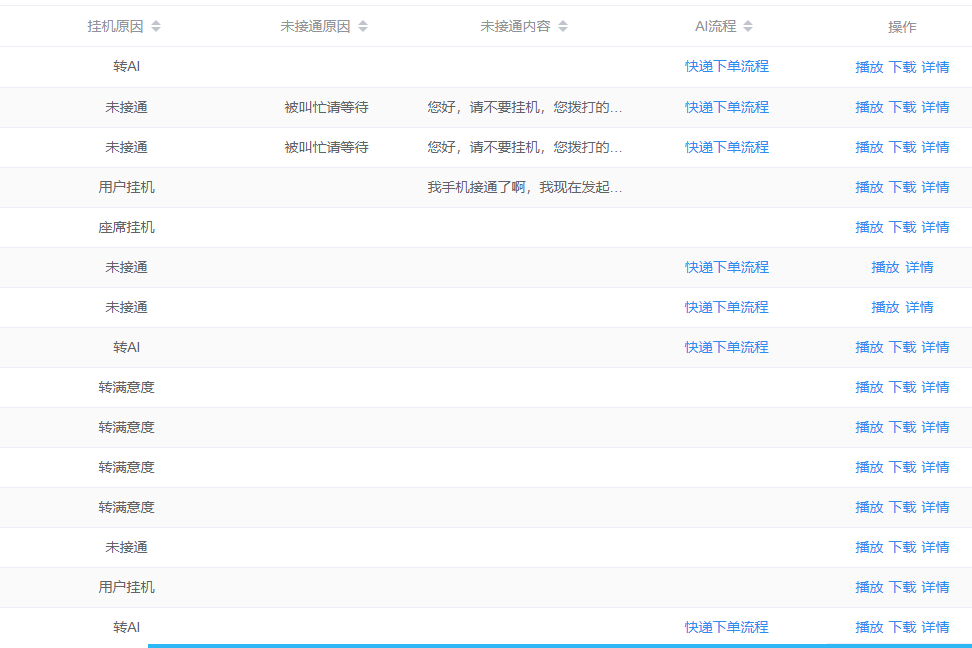 挂机原因 未接通原因 未接通内容 AI流程 操作
转AI 快递下单流程 播放 下载 详情
未接通 被叫忙请等待 您好，请不要挂机，您拨打的... 快递下单流程 播放 下载 详情
未接通 被叫忙请等待 您好，请不要挂机，您拨打的... 快递下单流程 播放 下载 详情
用户挂机 我手机接通了啊，我现在发起... 播放 下载 详情
座席挂机 播放 下载 详情
未接通 快递下单流程 播放 详情
未接通 快递下单流程 播放 详情
转AI 快递下单流程 播放 下载 详情
转满意度 播放 下载 详情
转满意度 播放 下载 详情
转满意度 播放 下载 详情
转满意度 播放 下载 详情
未接通 播放 下载 详情
用户挂机 播放 下载 详情
转AI 快递下单流程 播放 下载 详情